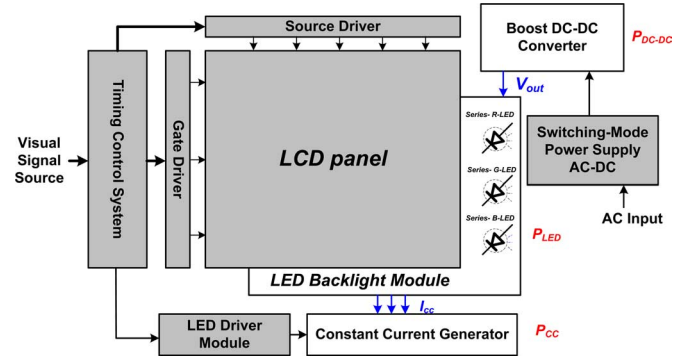 Source Driver
Boost DC-DC
Converter
P_DC-DC
V_out
Timing Control System
Gate Driver
LCD panel
Visual
Signal
Source
Series- R-LED
Series- G-LED
Series- B-LED
Switching-Mode
Power Supply
AC-DC
AC Input
P_LED
LED Backlight Module
I_cc
LED Driver
Module
Constant Current Generator
P_CC